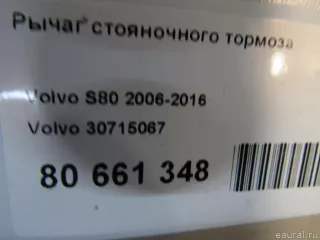 Рычаг стояночного тормоза
Volvo S80 2006-2016
Volvo 30715067
80 661 348
eaural.ru